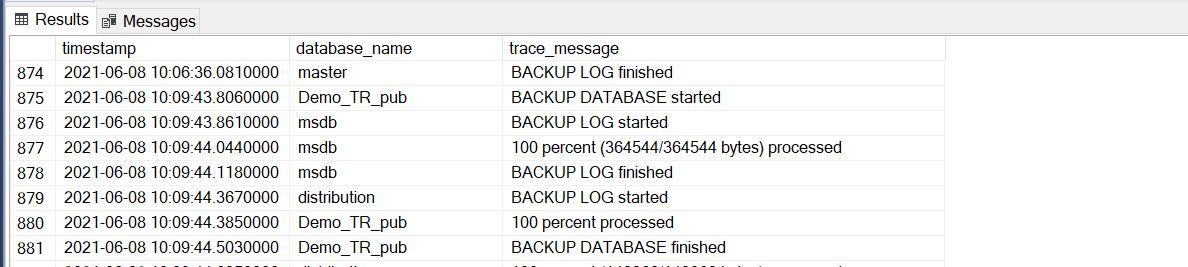 Results Messages
timestamp database_name trace_message
874 2021-06-08 10:06:36.0810000 master BACKUP LOG finished
875 2021-06-08 10:09:43.8060000 Demo_TR_pub BACKUP DATABASE started
876 2021-06-08 10:09:43.8610000 msdb BACKUP LOG started
877 2021-06-08 10:09:44.0440000 msdb 100 percent (364544/364544 bytes) processed
878 2021-06-08 10:09:44.1180000 msdb BACKUP LOG finished
879 2021-06-08 10:09:44.3670000 distribution BACKUP LOG started
880 2021-06-08 10:09:44.3850000 Demo_TR_pub 100 percent processed
881 2021-06-08 10:09:44.5030000 Demo_TR_pub BACKUP DATABASE finished